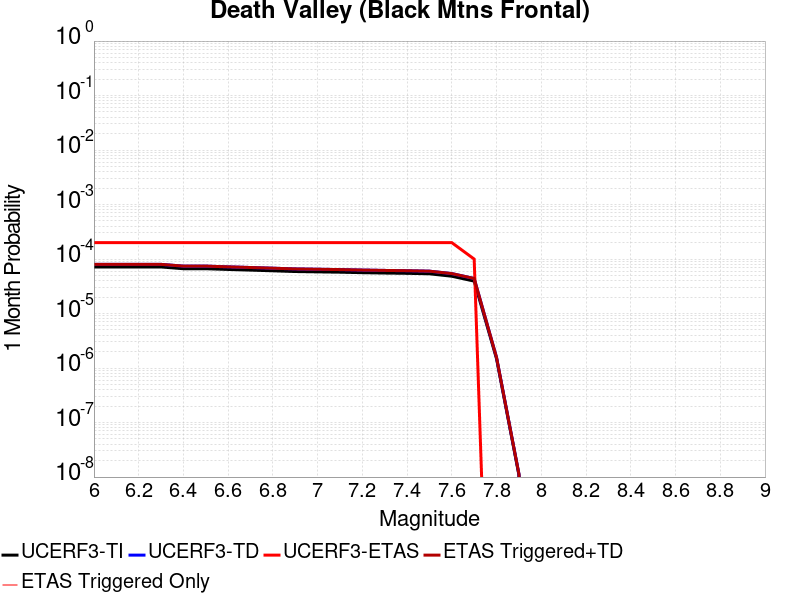 Death Valley (Black Mtns Frontal)
10^0
10^-1
10^-2
10^-3
10^-4
10^-5
10^-6
10^-7
10^-8
1 Month Probability
6 6.2 6.4 6.6 6.8 7 7.2 7.4 7.6 7.8 8 8.2 8.4 8.6 8.8 9
Magnitude
UCERF3-TI UCERF3-TD UCERF3-ETAS ETAS Triggered+TD
ETAS Triggered Only